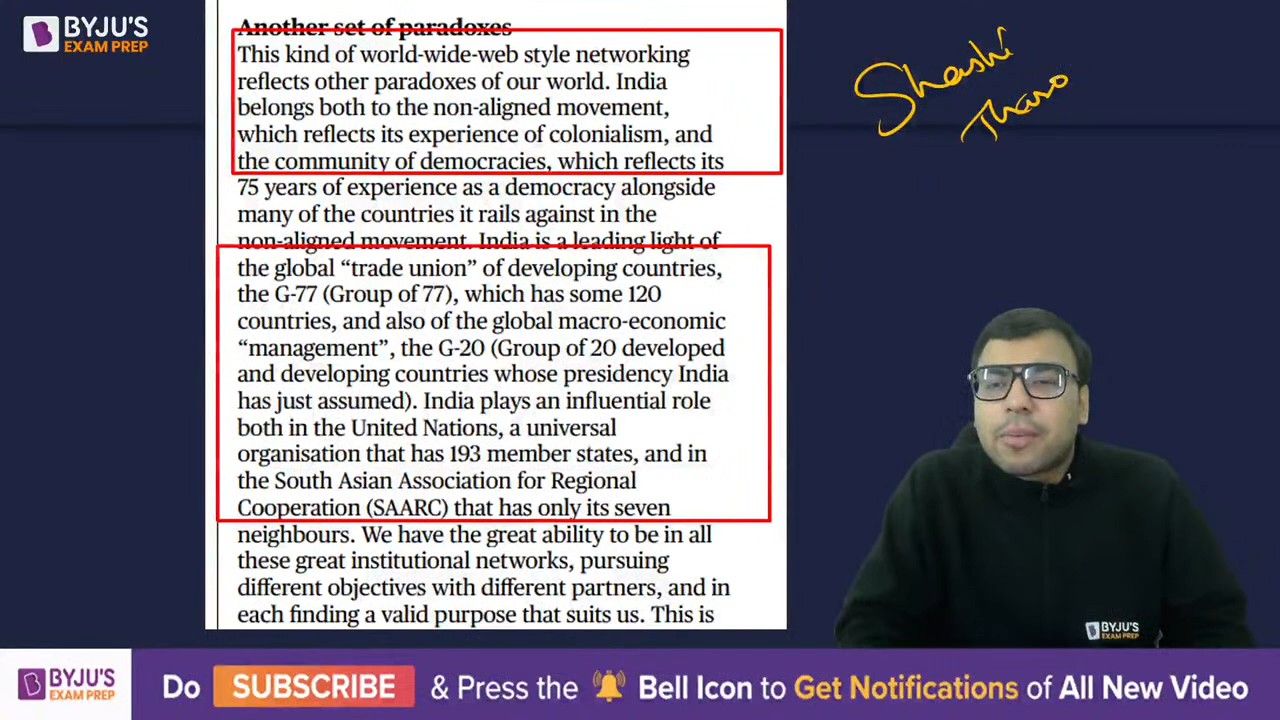 BYJU'S
EXAM PREP
Another set of paradoxes
This kind of world-wide-web style networking
reflects other paradoxes of our world. India
belongs both to the non-aligned movement,
which reflects its experience of colonialism, and
the community of democracies, which reflects its
75 years of experience as a democracy alongside
many of the countries it rails against in the
non-aligned movement. India is a leading light of
the global “trade union” of developing countries,
the G-77 (Group of 77), which has some 120
countries, and also of the global macro-economic
“management”, the G-20 (Group of 20 developed
and developing countries whose presidency India
has just assumed). India plays an influential role
both in the United Nations, a universal
organisation that has 193 member states, and in
the South Asian Association for Regional
Cooperation (SAARC) that has only its seven
neighbours. We have the great ability to be in all
these great institutional networks, pursuing
different objectives with different partners, and in
each finding a valid purpose that suits us. This is
Shashi
Tharo
BYJU'S
EXAM PREP
BYJU'S
EXAM PREP
Do SUBSCRIBE & Press the Bell Icon to Get Notifications of All New Video